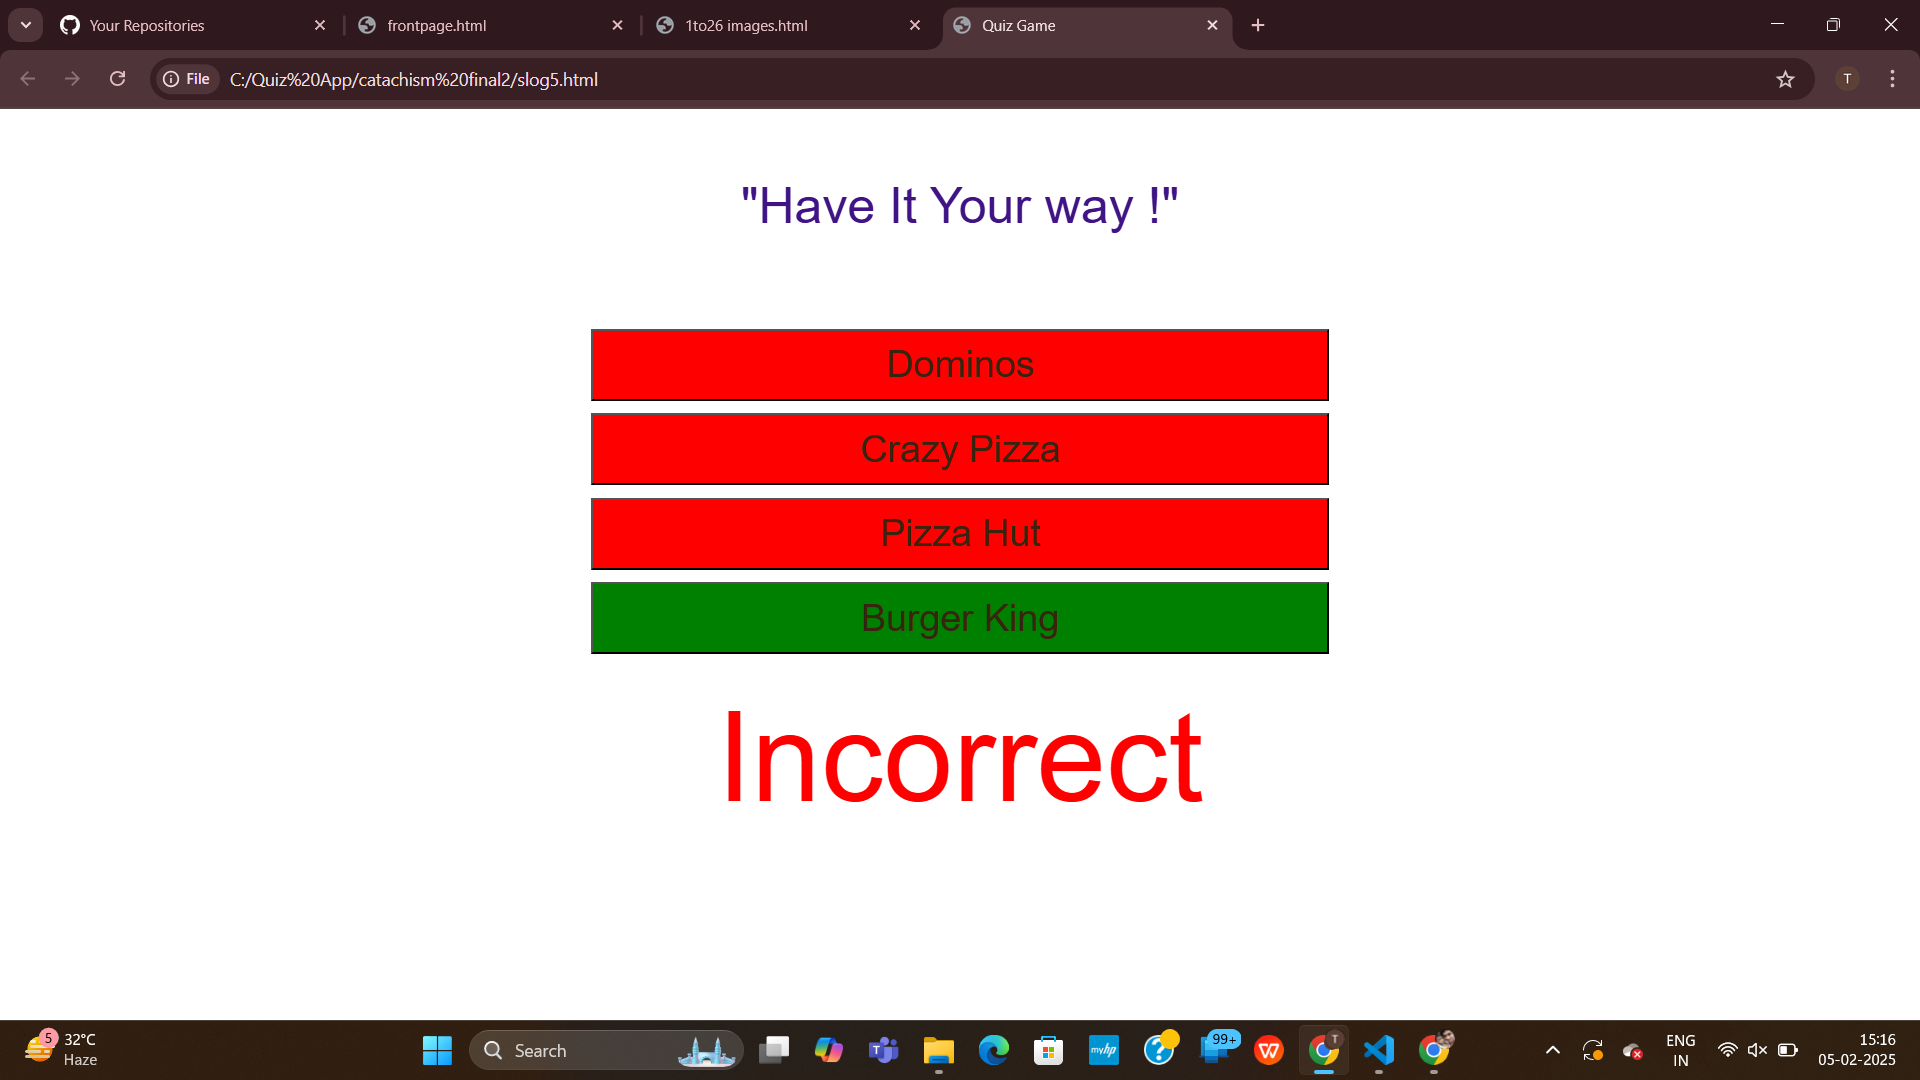 Your Repositories
frontpage.html
1to26 images.html
Quiz Game
File
C:/Quiz%20App/catachism%20final2/slog5.html
T
"Have It Your way !"
Dominos
Crazy Pizza
Pizza Hut
Burger King
Incorrect
5
32°C
Haze
Search
T
myhp
?
99+
W
T
ENG
IN
15:16
05-02-2025